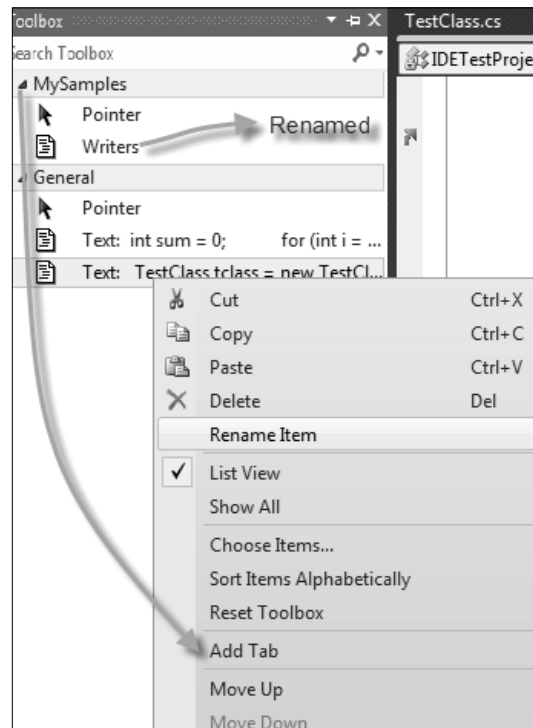 Toolbox
TestClass.cs
Search Toolbox
IDETestProje
MySamples
Pointer
Writers
Renamed
General
Pointer
Text: int sum = 0; for (int i = ...
Text: TestClass tclass = new TestCl...
Cut Ctrl+X
Copy Ctrl+C
Paste Ctrl+V
Delete Del
Rename Item
List View
Show All
Choose Items...
Sort Items Alphabetically
Reset Toolbox
Add Tab
Move Up
Move Down